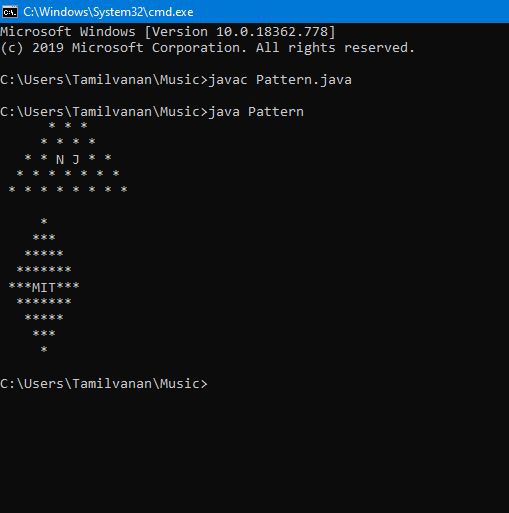 C:\Windows\System32\cmd.exe
Microsoft Windows [Version 10.0.18362.778]
(c) 2019 Microsoft Corporation. All rights reserved.
C:\Users\Tamilvanan\Music>javac Pattern.java
C:\Users\Tamilvanan\Music>java Pattern
      * * *
     * * * *
   * * N J * *
  * * * * * * *
 * * * * * * * *

     *
    ***
   *****
  *******
 ***MIT***
  *******
   *****
    ***
     *
C:\Users\Tamilvanan\Music>